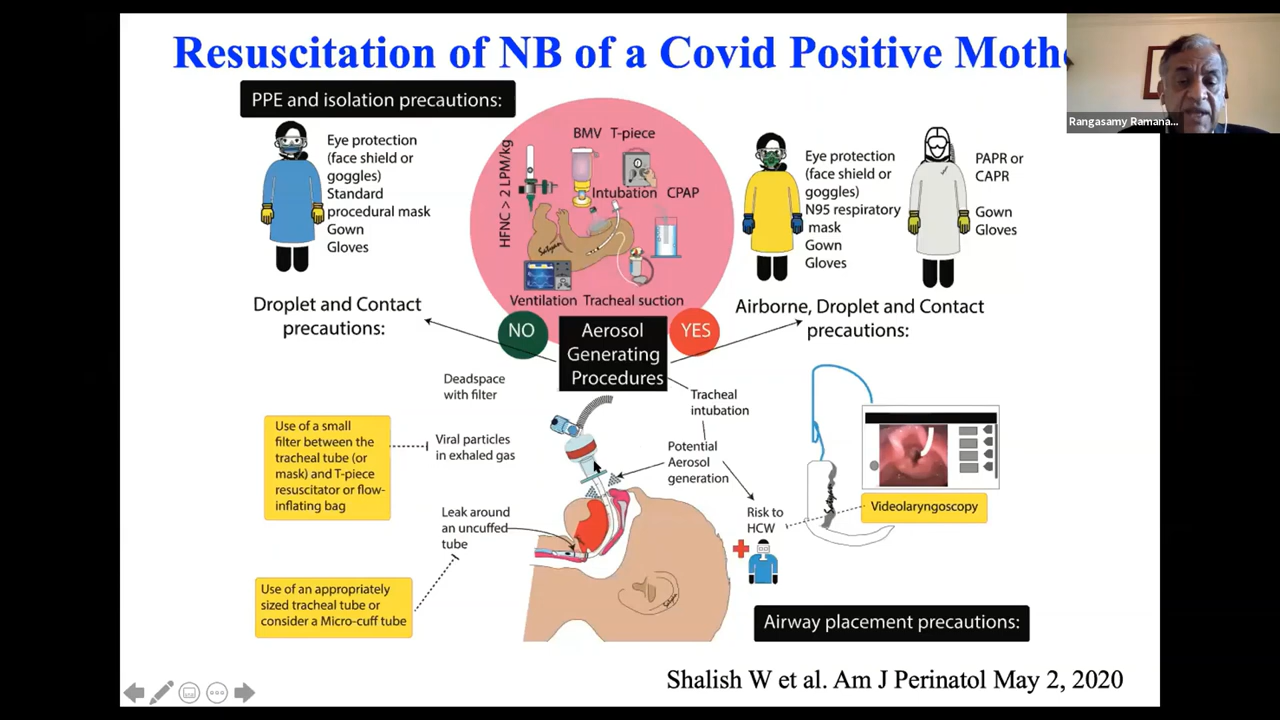 Resuscitation of NB of a Covid Positive Mothe
Rangasamy Ramana...
PPE and isolation precautions:
Eye protection
(face shield or
goggles)
Standard
procedural mask
Gown
Gloves
Droplet and Contact
precautions:
BMV T-piece
HFNC > 2 LPM/kg
Intubation CPAP
Ventilation Tracheal suction
Eye protection
(face shield or
goggles)
N95 respiratory
mask
Gown
Gloves
PAPR or
CAPR
Gown
Gloves
Airborne, Droplet and Contact
precautions:
NO
Aerosol
Generating
Procedures
YES
Deadspace
with filter
Use of a small
filter between the
tracheal tube (or
mask) and T-piece
resuscitator or flow-
inflating bag
Viral particles
in exhaled gas
Leak around
an uncuffed
tube
Use of an appropriately
sized tracheal tube or
consider a Micro-cuff tube
Tracheal
intubation
Potential
Aerosol
generation
Risk to
HCW
Videolaryngoscopy
Airway placement precautions:
Shalish W et al. Am J Perinatol May 2, 2020